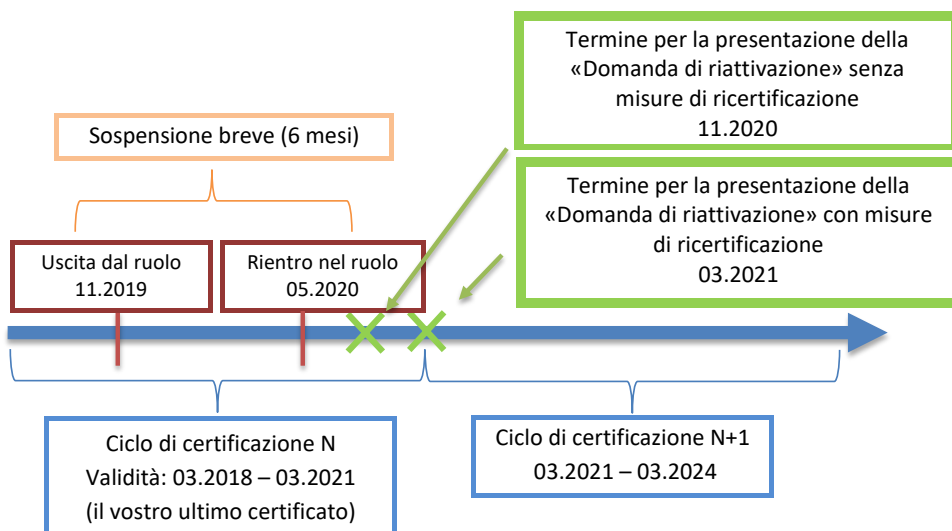 Termine per la presentazione della
«Domanda di riattivazione» senza
misure di ricertificazione
11.2020
Sospensione breve (6 mesi)
Termine per la presentazione della
«Domanda di riattivazione» con misure
di ricertificazione
03.2021
Uscita dal ruolo
11.2019
Rientro nel ruolo
05.2020
Ciclo di certificazione N
Validità: 03.2018 – 03.2021
(il vostro ultimo certificato)
Ciclo di certificazione N+1
03.2021 – 03.2024